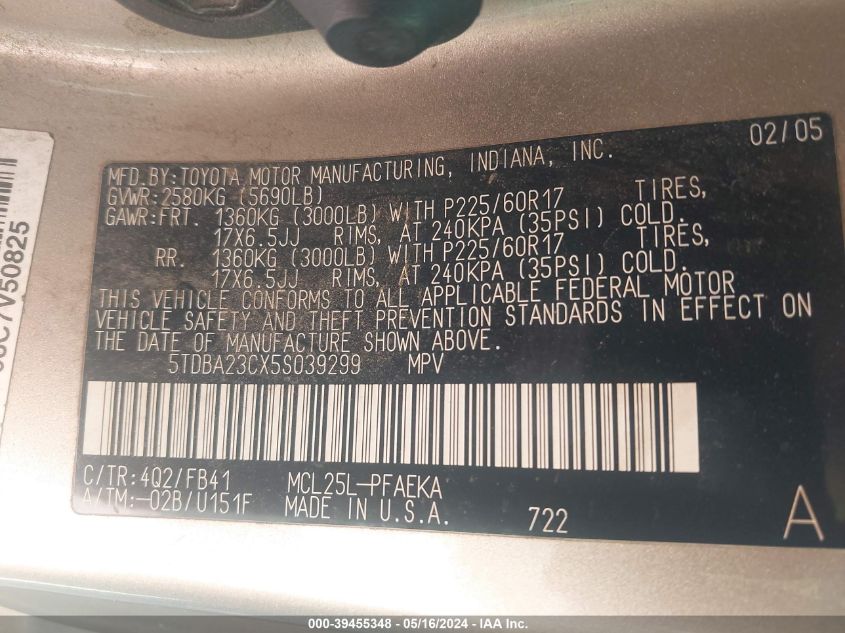 02/05
MFD.BY:TOYOTA MOTOR MANUFACTURING, INDIANA, INC.
GVWR:2580KG (5690LB)
GAWR:FRT. 1360KG (3000LB) WITH P225/60R17 TIRES,
17X6.5JJ RIMS, AT 240KPA (35PSI) COLD.
RR. 1360KG (3000LB) WITH P225/60R17 TIRES,
17X6.5JJ RIMS, AT 240KPA (35PSI) COLD.
THIS VEHICLE CONFORMS TO ALL APPLICABLE FEDERAL MOTOR
VEHICLE SAFETY AND THEFT PREVENTION STANDARDS IN EFFECT ON
THE DATE OF MANUFACTURE SHOWN ABOVE.
5TDBA23CX5S039299 MPV
C/TR:4Q2/FB41 MCL25L-PFAEKA
A/TM:-02B/U151F MADE IN U.S.A. 722 A
C7V50825
000-39455348 - 05/16/2024 - IAA Inc.